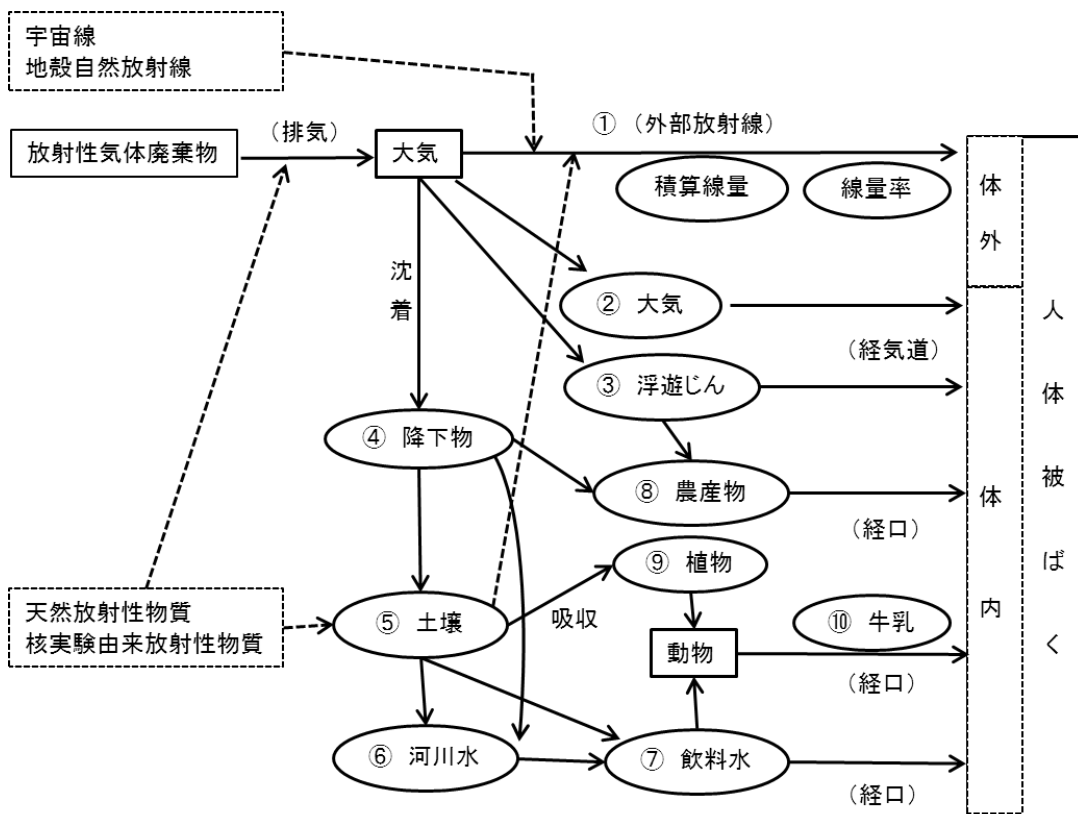 宇宙線
地殻自然放射線
放射性気体廃棄物
（排気）
大気
① （外部放射線）
積算線量
線量率
体外
沈着
② 大気
（経気道）
③ 浮遊じん
④ 降下物
⑧ 農産物
（経口）
⑨ 植物
天然放射性物質
核実験由来放射性物質
⑤ 土壌
吸収
動物
⑩ 牛乳
（経口）
⑥ 河川水
⑦ 飲料水
（経口）
体内
人体被ばく